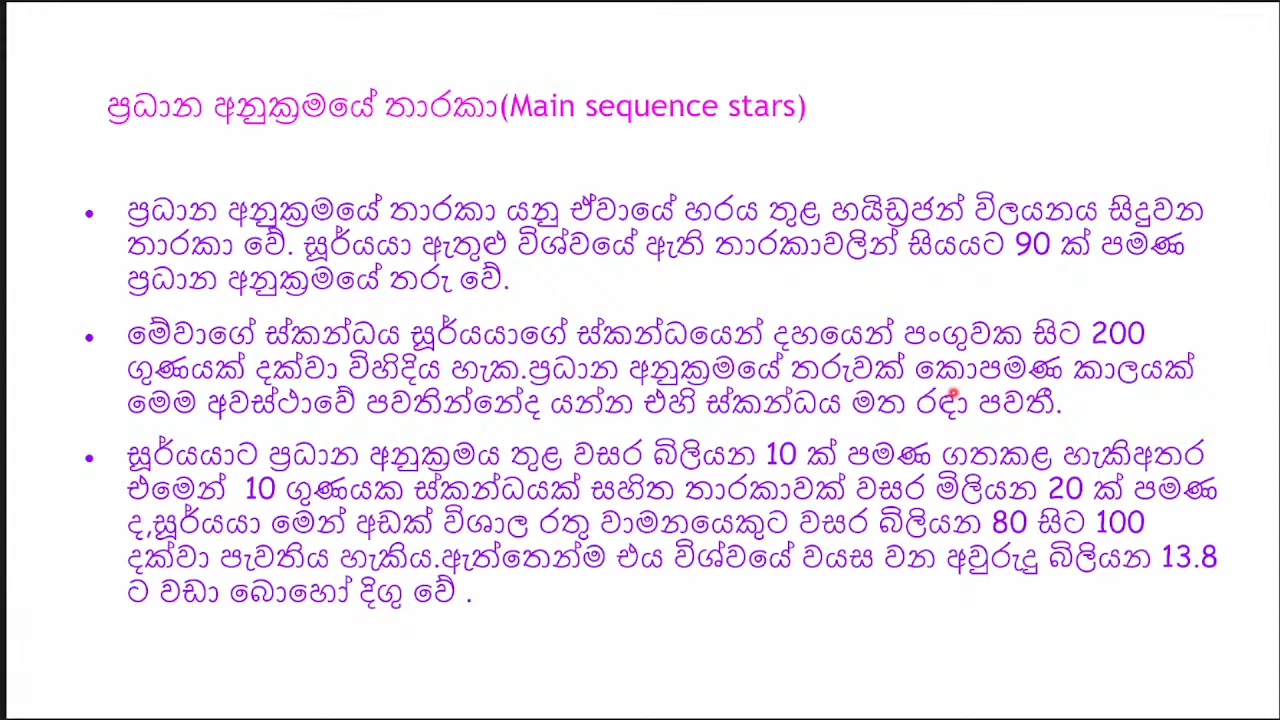 ප්‍රධාන අනුක්‍රමයේ තාරකා(Main sequence stars)
• ප්‍රධාන අනුක්‍රමයේ තාරකා යනු ඒවායේ හරය තුළ හයිඩ්‍රජන් විලයනය සිදුවන
තාරකා වේ. සූර්යයා ඇතුළු විශ්වයේ ඇති තාරකාවලින් සියයට 90 ක් පමණ
ප්‍රධාන අනුක්‍රමයේ තරු වේ.
• මේවාගේ ස්කන්ධය සූර්යයාගේ ස්කන්ධයෙන් දහයෙන් පංගුවක සිට 200
ගුණයක් දක්වා විහිදිය හැක.ප්‍රධාන අනුක්‍රමයේ තරුවක් කොපමණ කාලයක්
මෙම අවස්ථාවේ පවතින්නේද යන්න එහි ස්කන්ධය මත රඳා පවතී.
• සූර්යයාට ප්‍රධාන අනුක්‍රමය තුළ වසර බිලියන 10 ක් පමණ ගතකළ හැකිඅතර
එමෙන් 10 ගුණයක ස්කන්ධයක් සහිත තාරකාවක් වසර මිලියන 20 ක් පමණ
ද,සූර්යයා මෙන් අඩක් විශාල රතු වාමනයෙකුට වසර බිලියන 80 සිට 100
දක්වා පැවතිය හැකිය.ඇත්තෙන්ම එය විශ්වයේ වයස වන අවුරුදු බිලියන 13.8
ට වඩා බොහෝ දිගු වේ .